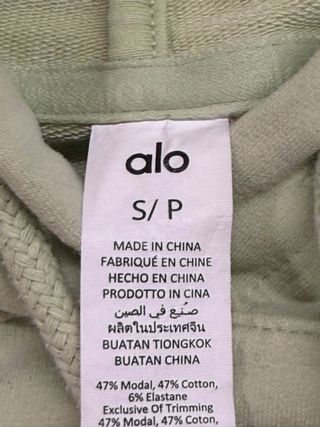 alo
S/ P
MADE IN CHINA
FABRIQUÉ EN CHINE
HECHO EN CHINA
PRODOTTO IN CINA
صنع في الصين
ผลิตในประเทศจีน
BUATAN TIONGKOK
BUATAN CHINA
47% Modal, 47% Cotton,
6% Elastane
Exclusive Of Trimming
47% Modal, 47% Coton,